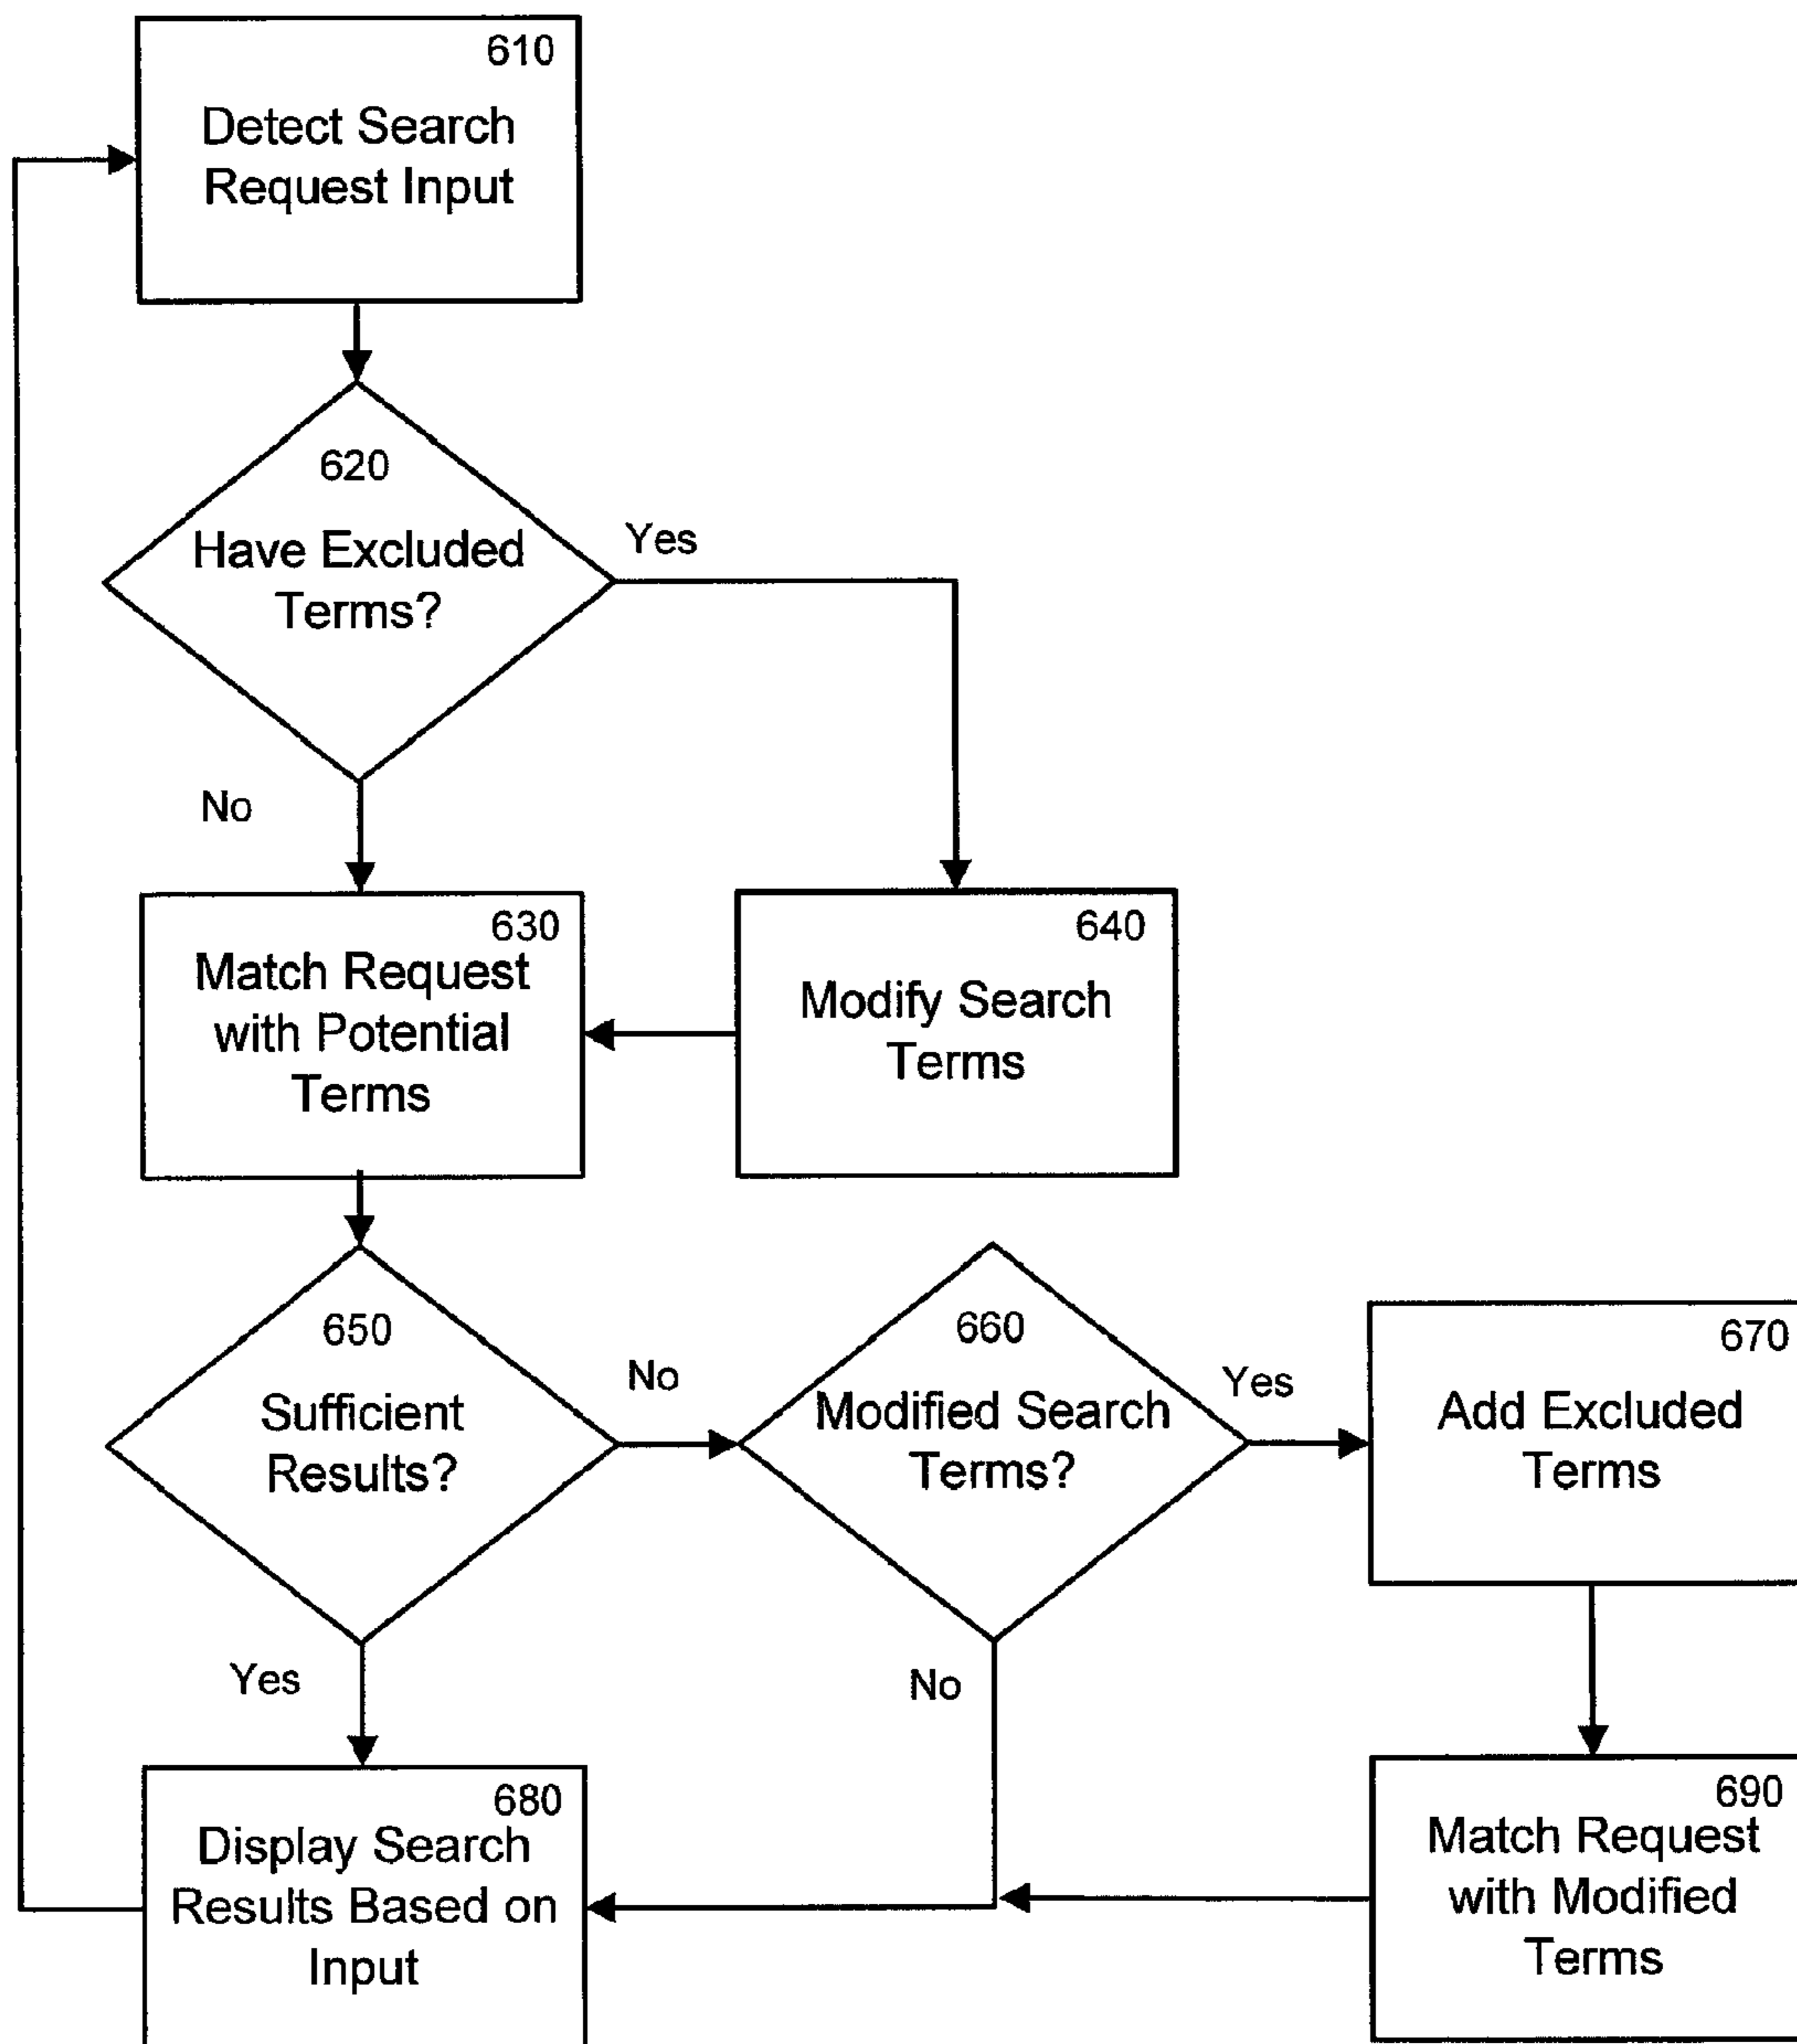 610
Detect Search
Request Input
620
Have Excluded
Terms?
Yes
No
630
Match Request
with Potential
Terms
640
Modify Search
Terms
650
Sufficient
Results?
No
Yes
660
Modified Search
Terms?
Yes
No
670
Add Excluded
Terms
680
Display Search
Results Based on
Input
690
Match Request
with Modified
Terms